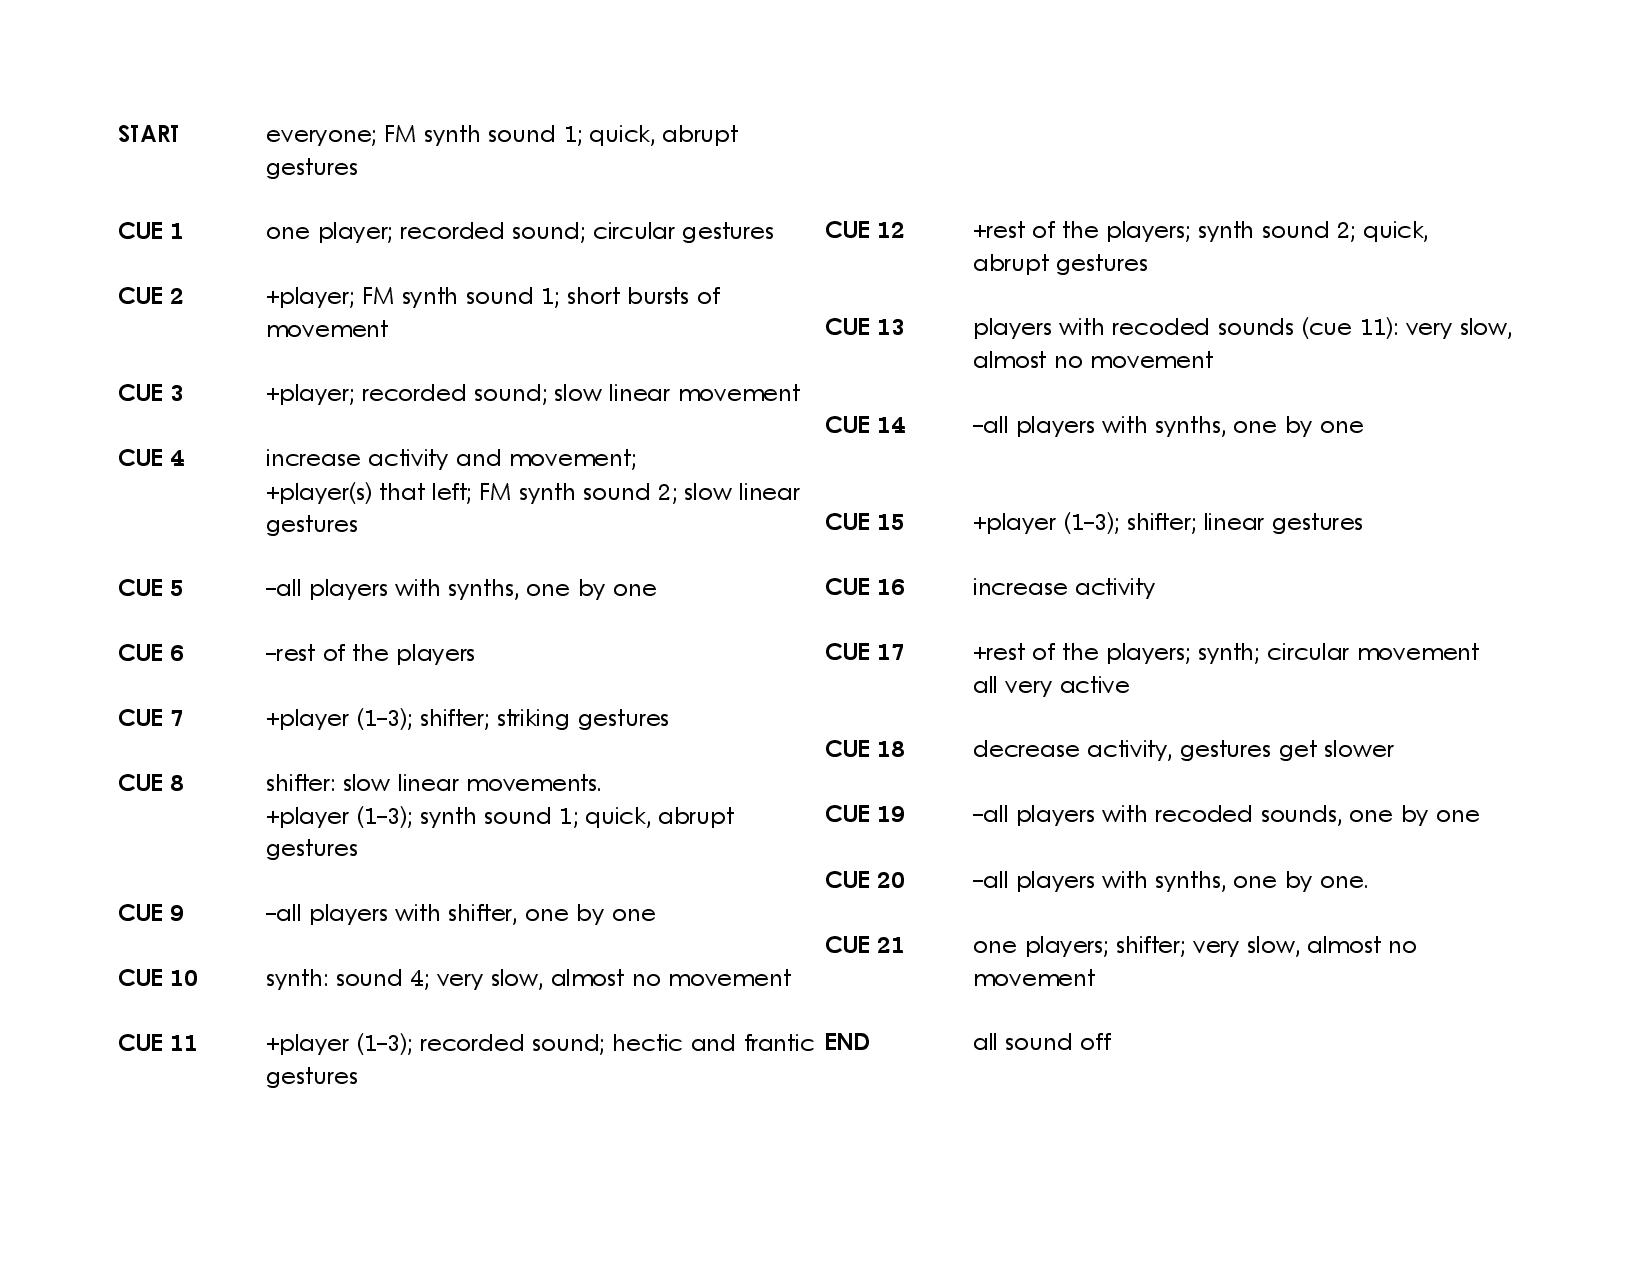 START everyone; FM synth sound 1; quick, abrupt
gestures
CUE 1 one player; recorded sound; circular gestures
CUE 2 +player; FM synth sound 1; short bursts of
movement
CUE 3 +player; recorded sound; slow linear movement
CUE 4 increase activity and movement;
+player(s) that left; FM synth sound 2; slow linear
gestures
CUE 5 –all players with synths, one by one
CUE 6 –rest of the players
CUE 7 +player (1–3); shifter; striking gestures
CUE 8 shifter: slow linear movements.
+player (1–3); synth sound 1; quick, abrupt
gestures
CUE 9 –all players with shifter, one by one
CUE 10 synth: sound 4; very slow, almost no movement
CUE 11 +player (1–3); recorded sound; hectic and frantic
gestures
CUE 12 +rest of the players; synth sound 2; quick,
abrupt gestures
CUE 13 players with recoded sounds (cue 11): very slow,
almost no movement
CUE 14 –all players with synths, one by one
CUE 15 +player (1–3); shifter; linear gestures
CUE 16 increase activity
CUE 17 +rest of the players; synth; circular movement
all very active
CUE 18 decrease activity, gestures get slower
CUE 19 –all players with recoded sounds, one by one
CUE 20 –all players with synths, one by one.
CUE 21 one players; shifter; very slow, almost no
movement
END all sound off